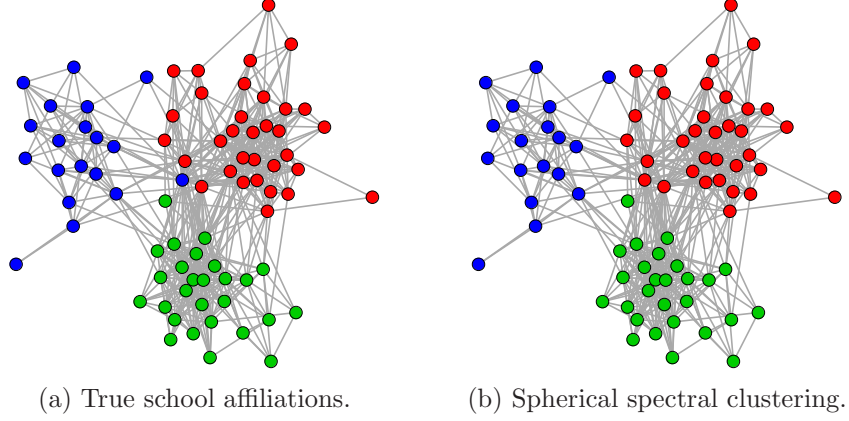 (a) True school affiliations.
(b) Spherical spectral clustering.